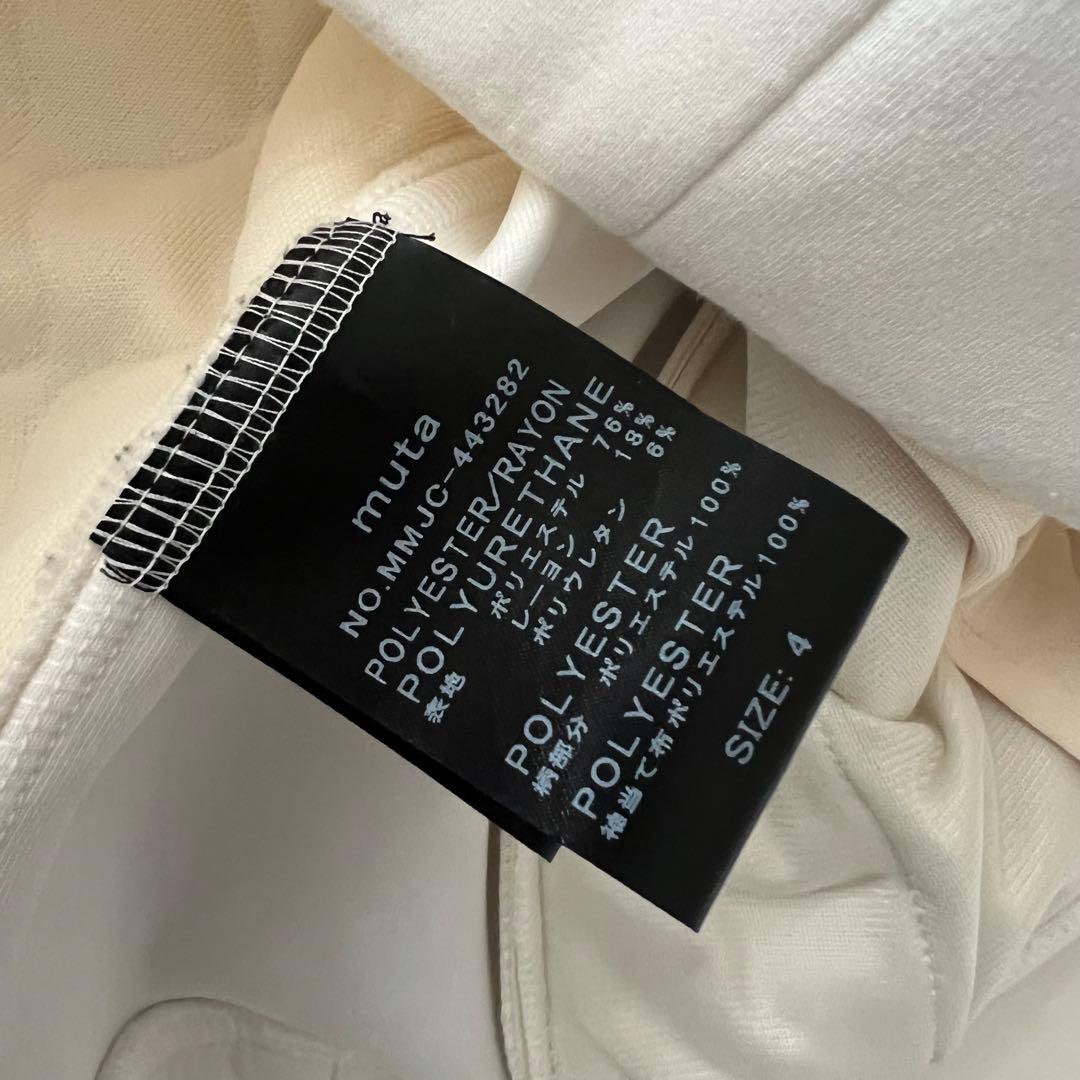 muta
NO.MMJC-443282
POLYESTER/RAYON
POLYURETHANE
表地 ポリエステル 76%
レーヨン 18%
ポリウレタン 6%
POLYESTER
柄部分 ポリエステル100%
POLYESTER
袖当て布ポリエステル100%
SIZE: 4